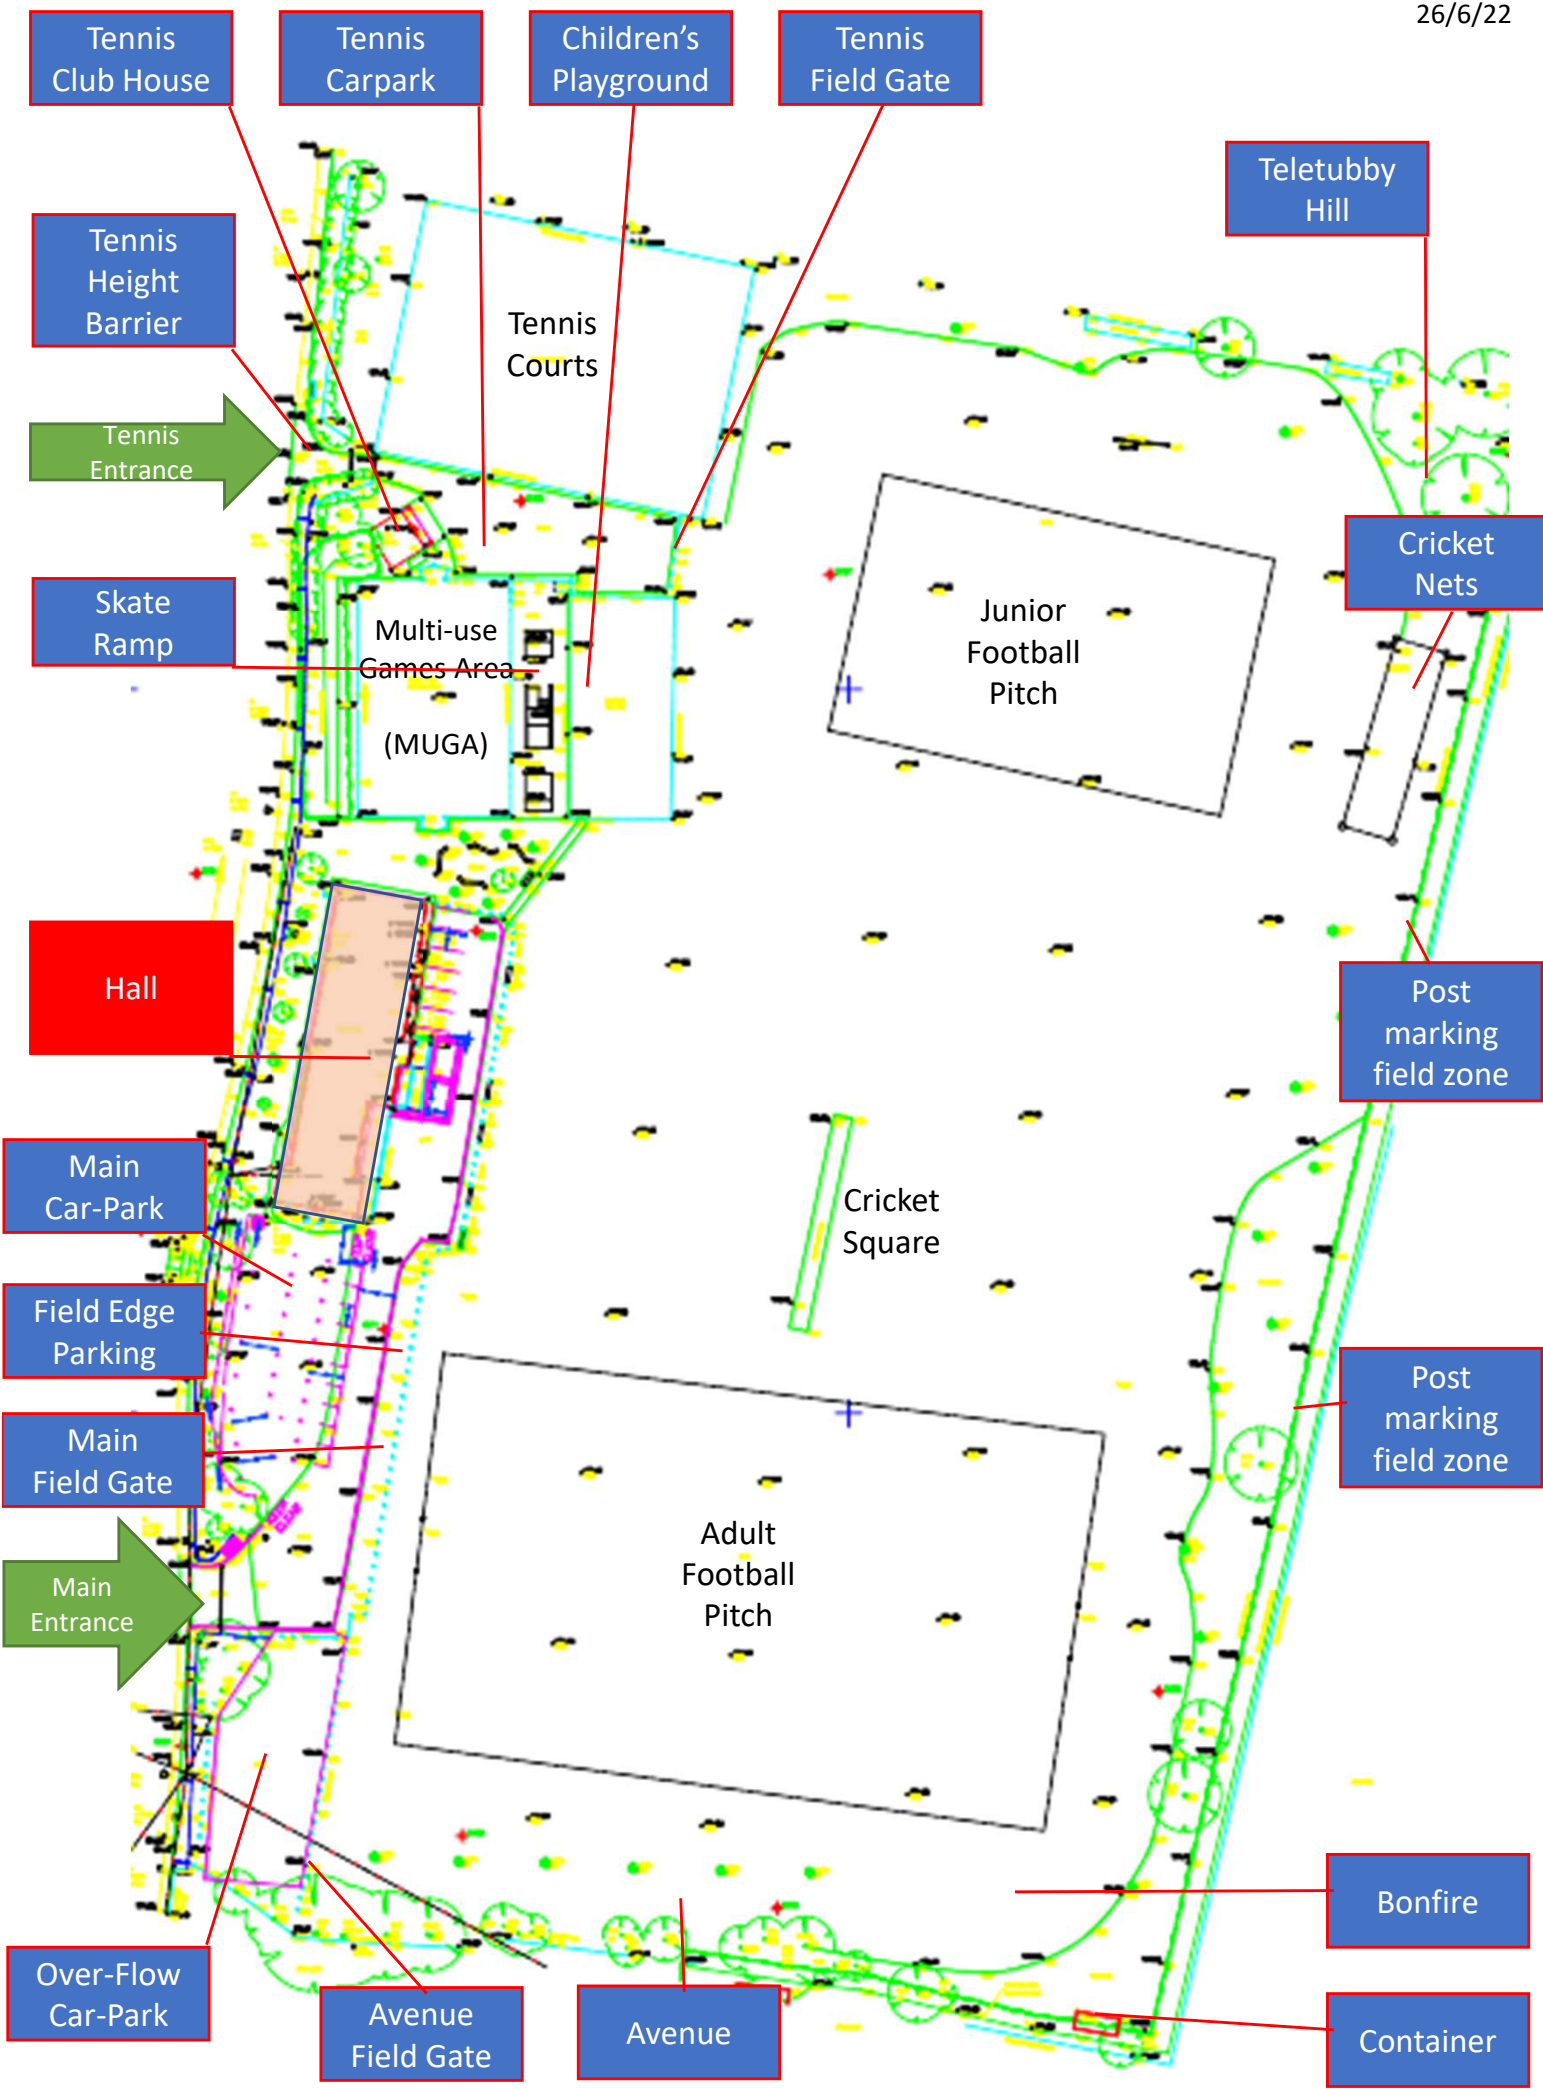 26/6/22
Tennis
Club House
Tennis
Carpark
Children’s
Playground
Tennis
Field Gate
Teletubby
Hill
Tennis
Height
Barrier
Tennis
Courts
Tennis
Entrance
Cricket
Nets
Skate
Ramp
Multi-use
Games Area
(MUGA)
Junior
Football
Pitch
Hall
Post
marking
field zone
Main
Car-Park
Cricket
Square
Field Edge
Parking
Post
marking
field zone
Main
Field Gate
Adult
Football
Pitch
Main
Entrance
Bonfire
Over-Flow
Car-Park
Avenue
Field Gate
Avenue
Container